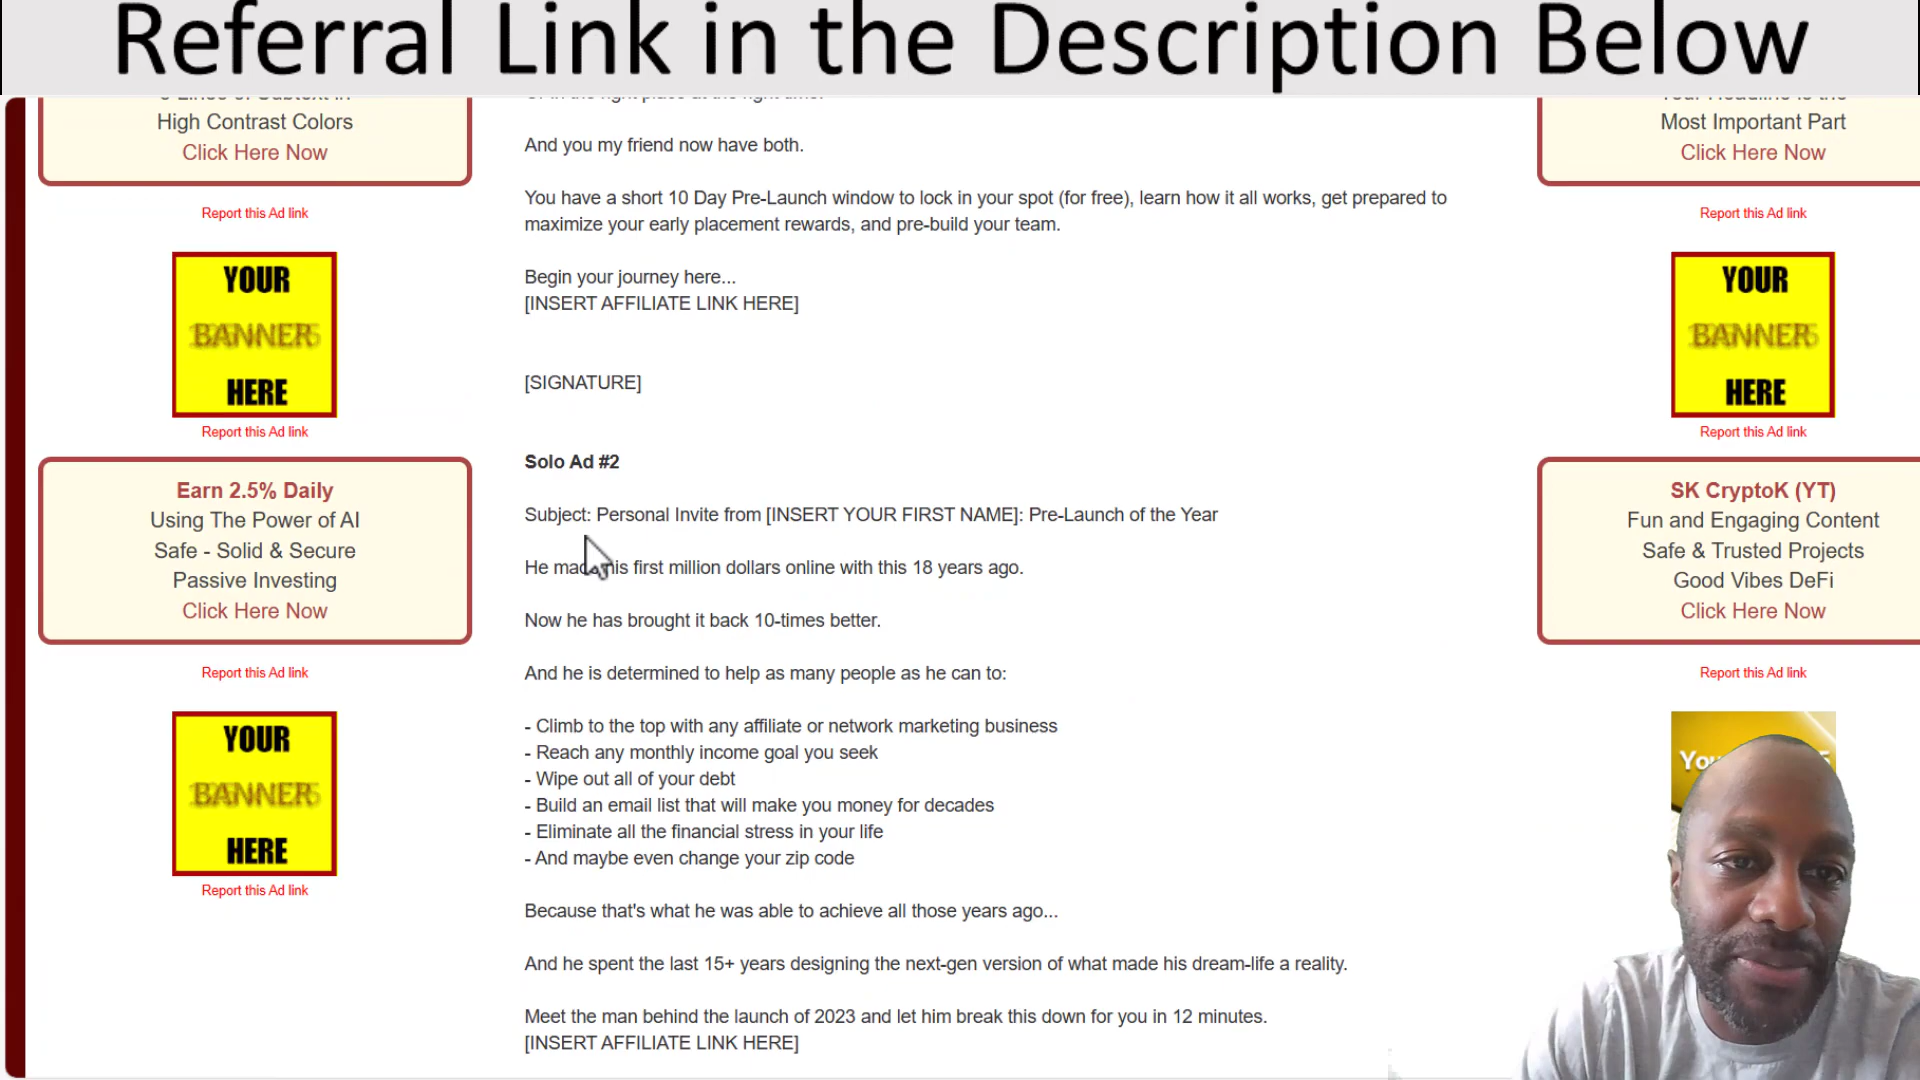 Referral Link in the Description Below
High Contrast Colors
Click Here Now
Report this Ad link
YOUR
BANNER
HERE
Report this Ad link
Earn 2.5% Daily
Using The Power of AI
Safe - Solid & Secure
Passive Investing
Click Here Now
Report this Ad link
YOUR
BANNER
HERE
Report this Ad link
And you my friend now have both.
You have a short 10 Day Pre-Launch window to lock in your spot (for free), learn how it all works, get prepared to
maximize your early placement rewards, and pre-build your team.
Begin your journey here...
[INSERT AFFILIATE LINK HERE]
[SIGNATURE]
Solo Ad #2
Subject: Personal Invite from [INSERT YOUR FIRST NAME]: Pre-Launch of the Year
He made his first million dollars online with this 18 years ago.
Now he has brought it back 10-times better.
And he is determined to help as many people as he can to:
- Climb to the top with any affiliate or network marketing business
- Reach any monthly income goal you seek
- Wipe out all of your debt
- Build an email list that will make you money for decades
- Eliminate all the financial stress in your life
- And maybe even change your zip code
Because that's what he was able to achieve all those years ago...
And he spent the last 15+ years designing the next-gen version of what made his dream-life a reality.
Meet the man behind the launch of 2023 and let him break this down for you in 12 minutes.
[INSERT AFFILIATE LINK HERE]
Your Headline is the
Most Important Part
Click Here Now
Report this Ad link
YOUR
BANNER
HERE
Report this Ad link
SK CryptoK (YT)
Fun and Engaging Content
Safe & Trusted Projects
Good Vibes DeFi
Click Here Now
Report this Ad link